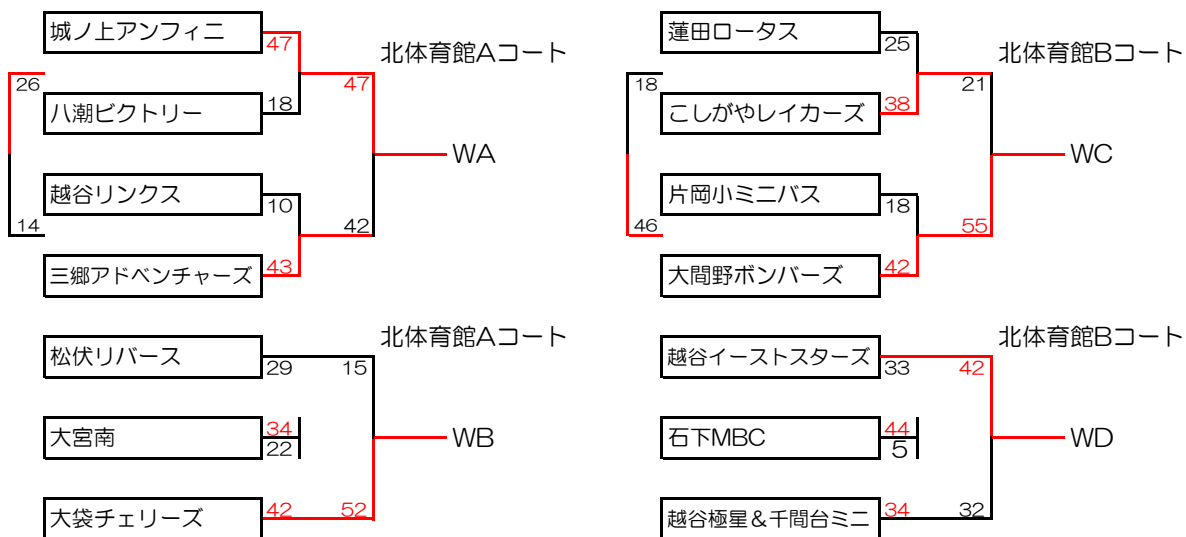 城ノ上アンフィニ
47
北体育館Aコート
26
47
八潮ビクトリー
18
WA
越谷リンクス
10
14
42
三郷アドベンチャーズ
43
蓮田ロータス
25
北体育館Bコート
18
21
こしがやレイカーズ
38
WC
片岡小ミニバス
18
46
55
大間野ボンバーズ
42
北体育館Aコート
松伏リバース
29
15
大宮南
34
22
WB
大袋チェリーズ
42
52
北体育館Bコート
越谷イーストスターズ
33
42
石下MBC
44
5
WD
越谷極星&千間台ミニ
34
32